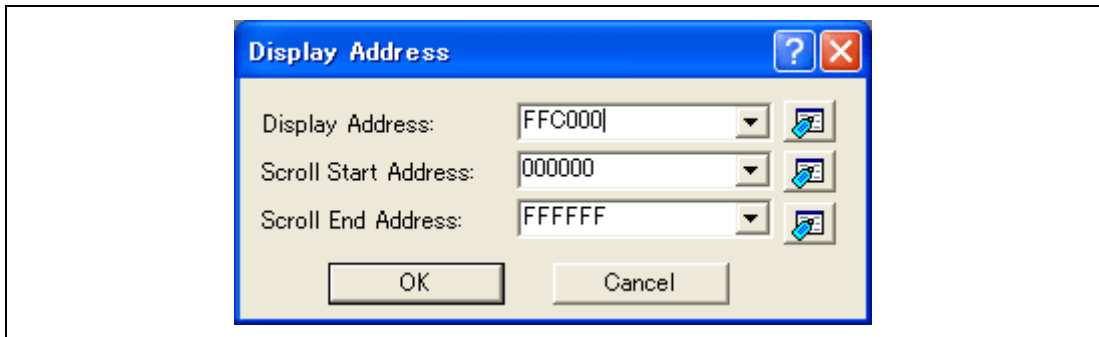 Display Address
Display Address: FFC000
Scroll Start Address: 000000
Scroll End Address: FFFFFF
OK Cancel